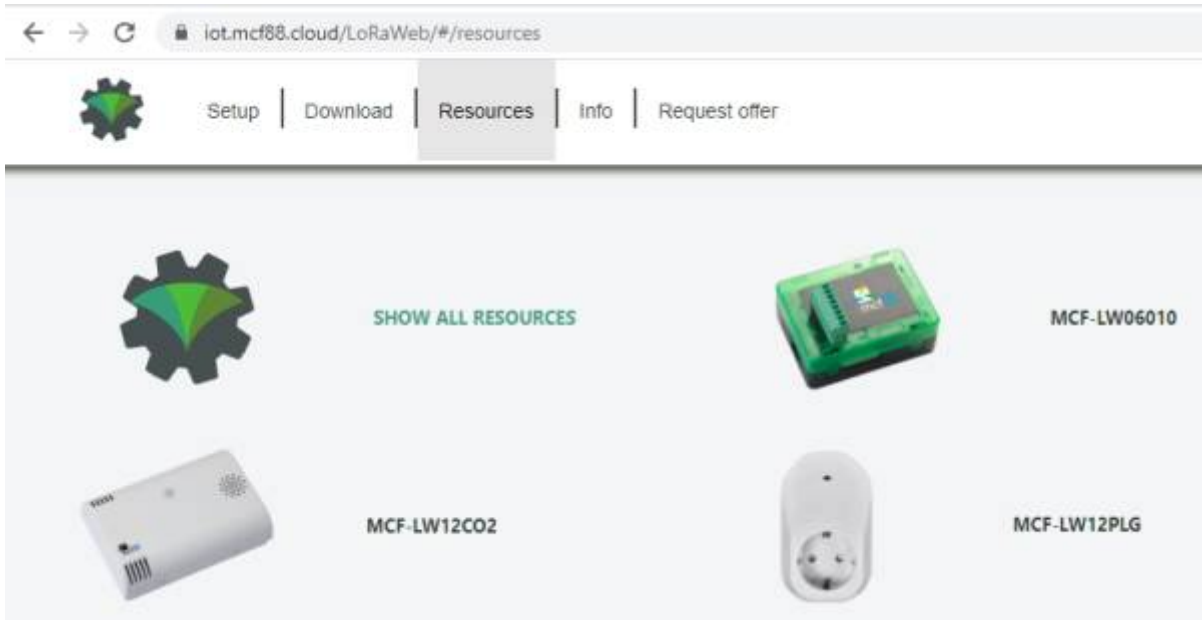 iot.mcf88.cloud/LoRaWeb/#/resources
Setup Download Resources Info Request offer
SHOW ALL RESOURCES
MCF-LW06010
MCF-LW12CO2
MCF-LW12PLG